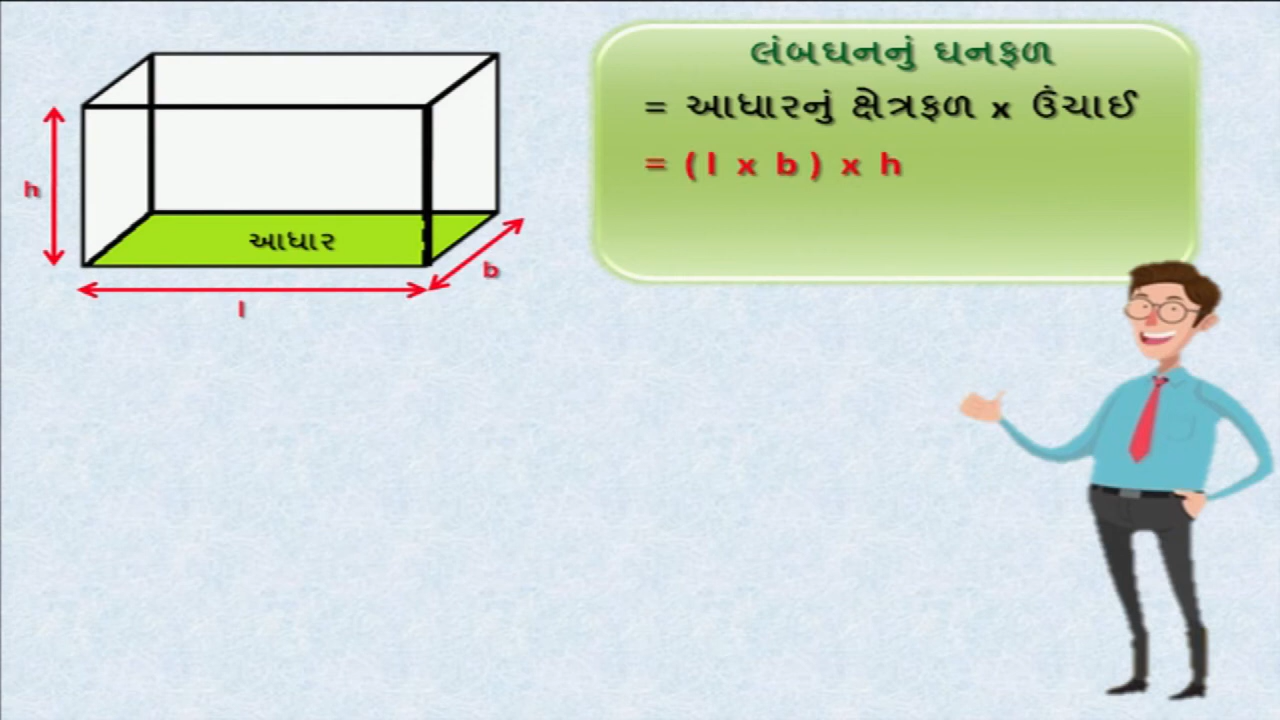 લંબઘનનું ઘનફળ
= આધારનું ક્ષેત્રફળ x ઉંચાઈ
= ( l x b ) x h
h
આધાર
b
l